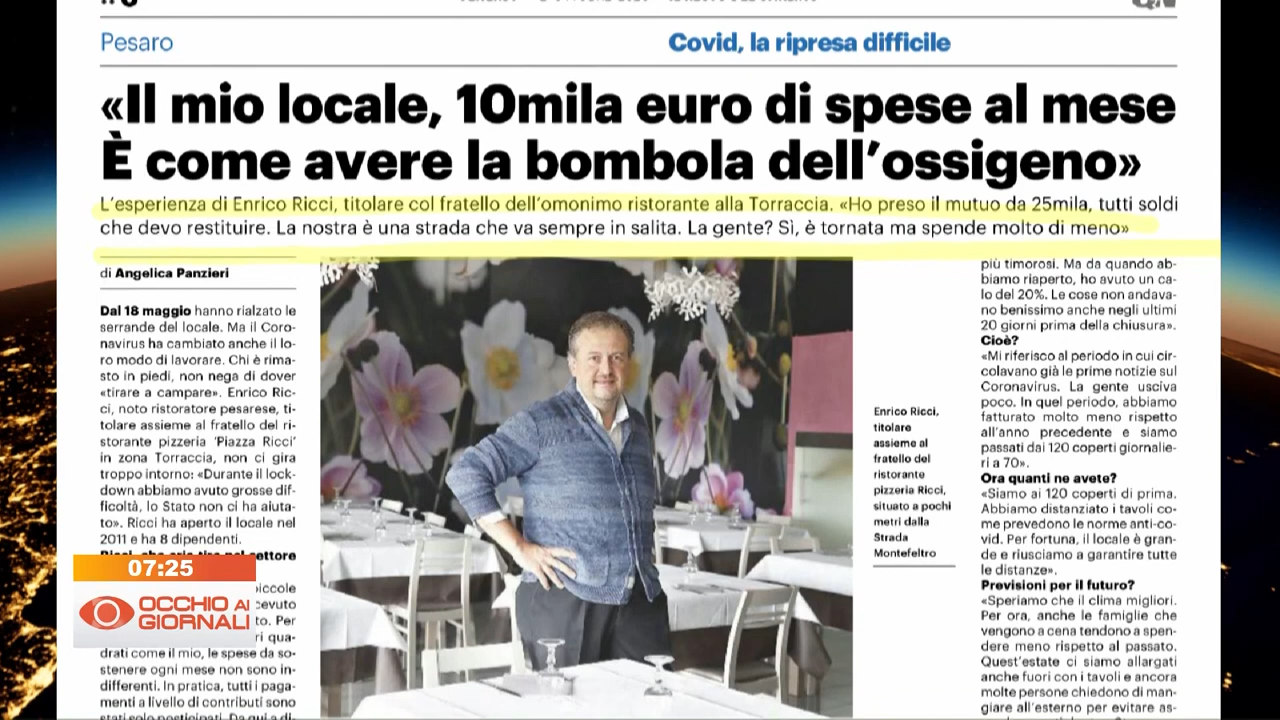 Pesaro
Covid, la ripresa difficile
«Il mio locale, 10mila euro di spese al mese
È come avere la bombola dell'ossigeno»
L'esperienza di Enrico Ricci, titolare col fratello dell'omonimo ristorante alla Torraccia. «Ho preso il mutuo da 25mila, tutti soldi
che devo restituire. La nostra è una strada che va sempre in salita. La gente? Sì, è tornata ma spende molto di meno»
di Angelica Panzieri
Dal 18 maggio hanno rialzato le
serrande del locale. Ma il Coro-
navirus ha cambiato anche il lo-
ro modo di lavorare. Chi è rima-
sto in piedi, non nega di dover
«tirare a campare». Enrico Ric-
ci, noto ristoratore pesarese, ti-
tolare assieme al fratello del ri-
storante pizzeria 'Piazza Ricci'
in zona Torraccia, non ci gira
troppo intorno: «Durante il lock-
down abbiamo avuto grosse dif-
ficoltà, lo Stato non ci ha aiuta-
to». Ricci ha aperto il locale nel
2011 e ha 8 dipendenti.
07:25
OCCHIO AI
GIORNALI
drati come il mio, le spese da so-
stenere ogni mese non sono in-
differenti. In pratica, tutti i paga-
menti a livello di contributi sono
Enrico Ricci,
titolare
assieme al
fratello del
ristorante
pizzeria Ricci,
situato a pochi
metri dalla
Strada
Montefeltro
più timorosi. Ma da quando ab-
biamo riaperto, ho avuto un ca-
lo del 20%. Le cose non andava-
no benissimo anche negli ultimi
20 giorni prima della chiusura».
Cioè?
«Mi riferisco al periodo in cui cir-
colavano già le prime notizie sul
Coronavirus. La gente usciva
poco. In quel periodo, abbiamo
fatturato molto meno rispetto
all'anno precedente e siamo
passati dai 120 coperti giornalie-
ri a 70».
Ora quanti ne avete?
«Siamo ai 120 coperti di prima.
Abbiamo distanziato i tavoli co-
me prevedono le norme anti-co-
vid. Per fortuna, il locale è gran-
de e riusciamo a garantire tutte
le distanze».
Previsioni per il futuro?
«Speriamo che il clima migliori.
Per ora, anche le famiglie che
vengono a cena tendono a spen-
dere meno rispetto al passato.
Quest'estate ci siamo allargati
anche fuori con i tavoli e ancora
molte persone chiedono di man-
giare all'esterno per evitare as-